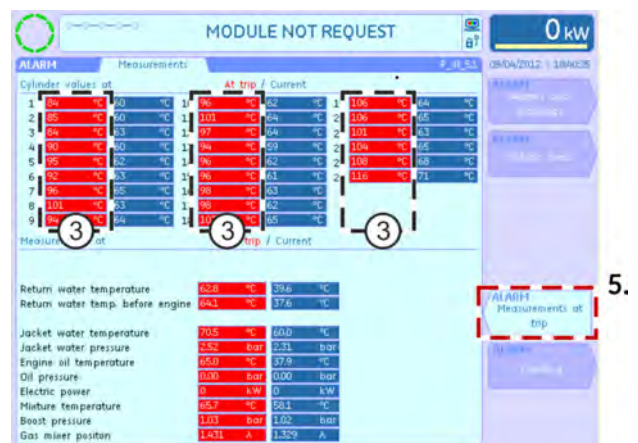 MODULE NOT REQUEST
0 kW
ALARM Measurements P_III_5.1 09/04/2012
Cylinder values at At trip / Current
1 84 °C 60 °C 1 96 °C 62 °C 1 106 °C 64 °C
2 85 °C 60 °C 1 101 °C 64 °C 2 106 °C 65 °C
3 84 °C 63 °C 1 97 °C 64 °C 2 101 °C 63 °C
4 90 °C 60 °C 1 94 °C 59 °C 2 104 °C 65 °C
5 95 °C 62 °C 1 96 °C 62 °C 2 108 °C 68 °C
6 92 °C 63 °C 1 96 °C 61 °C 2 116 °C 71 °C
7 96 °C 65 °C 1 98 °C 63 °C
8 101 °C 63 °C 1 98 °C 62 °C
9 64 °C 1 65 °C
3 3 3
at trip / Current
Return water temperature 62.8 °C 39.6 °C
Return water temp. before engine 64.1 °C 37.6 °C
Jacket water temperature 70.5 °C 60.0 °C
Jacket water pressure 2.52 bar 2.31 bar
Engine oil temperature 65.0 °C 37.9 °C
Oil pressure 0.00 bar 0.00 bar
Electric power 0 kW 0 kW
Mixture temperature 65.7 °C 58.1 °C
Boost pressure 1.03 bar 1.02 bar
Gas mixer positon 1.431 λ 1.329 λ
ALARM
Measurements at
trip
5.